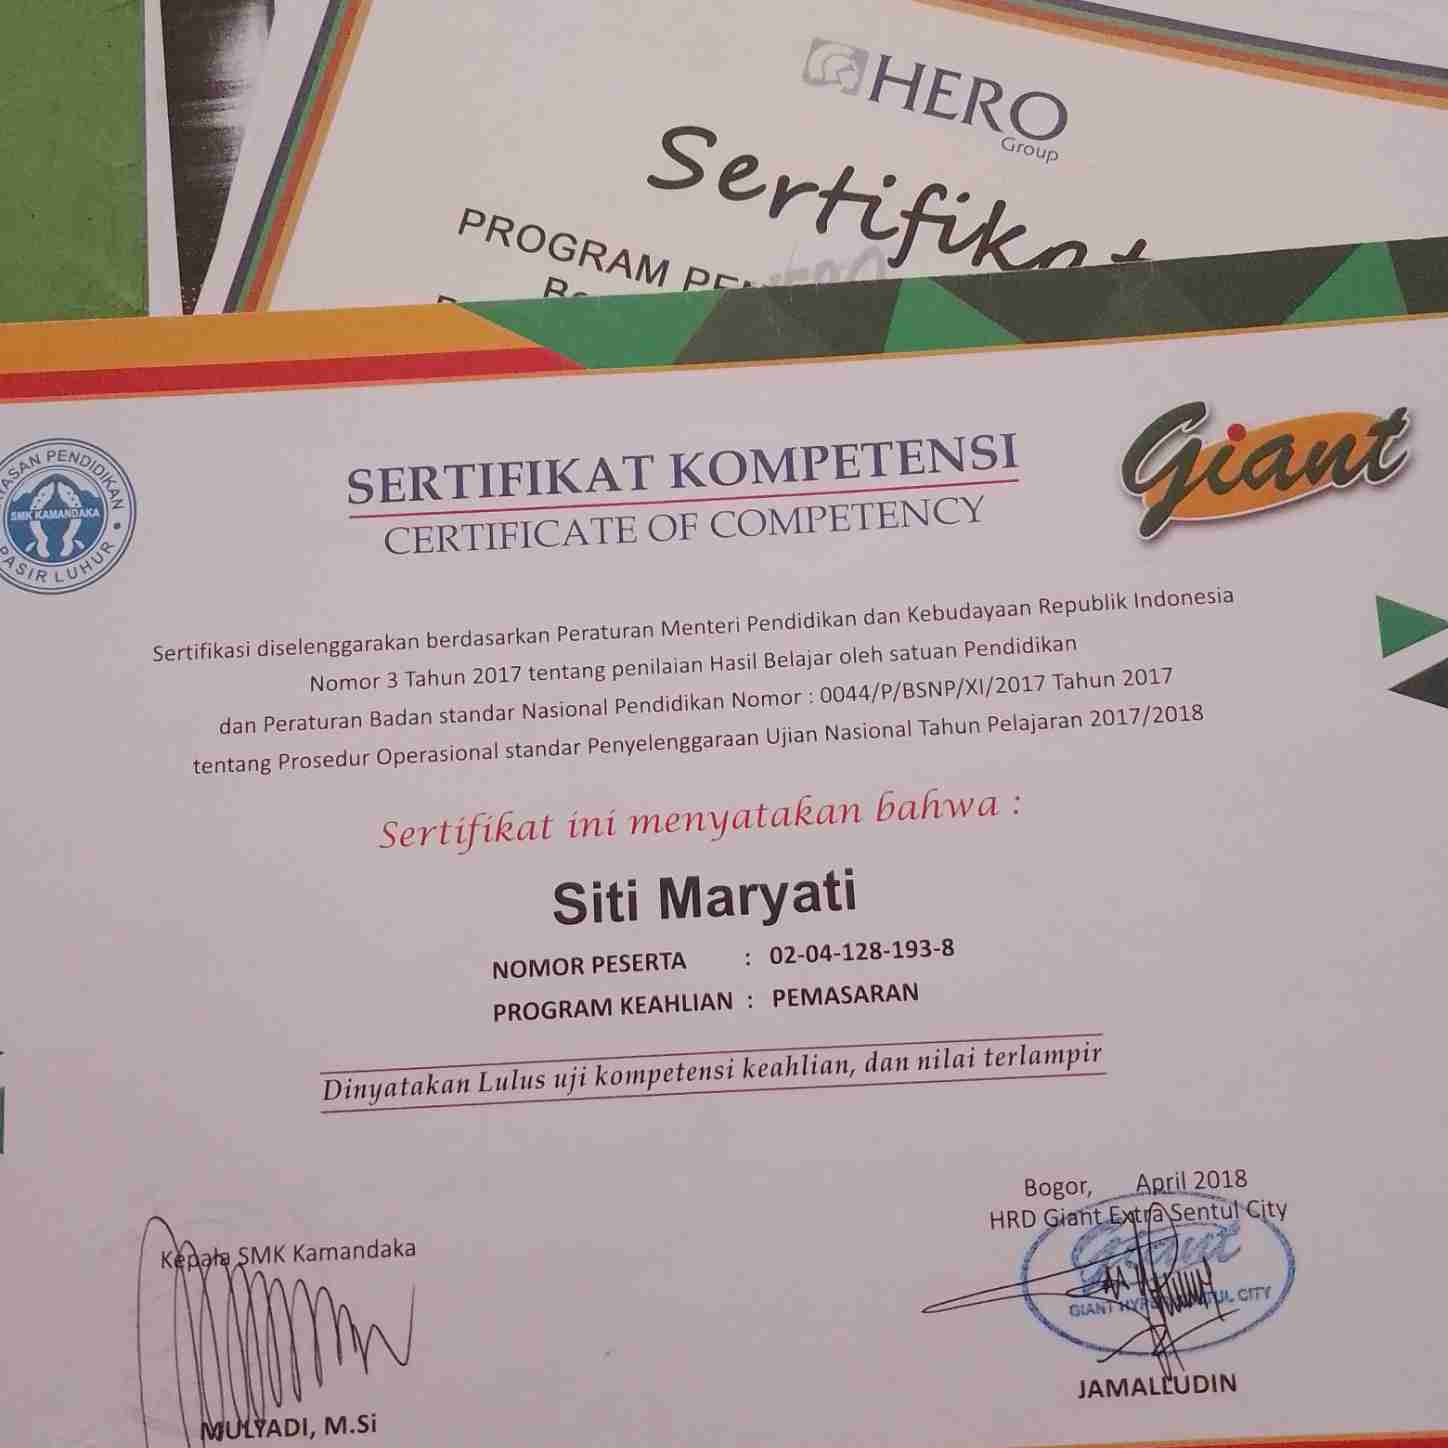 HERO
Group
Sertifikat
PROGRAM
YASAN PENDIDIKAN
SMK KAMANDAKA
PASIR LUHUR
SERTIFIKAT KOMPETENSI
CERTIFICATE OF COMPETENCY
Giant
Sertifikasi diselenggarakan berdasarkan Peraturan Menteri Pendidikan dan Kebudayaan Republik Indonesia
Nomor 3 Tahun 2017 tentang penilaian Hasil Belajar oleh satuan Pendidikan
dan Peraturan Badan standar Nasional Pendidikan Nomor : 0044/P/BSNP/XI/2017 Tahun 2017
tentang Prosedur Operasional standar Penyelenggaraan Ujian Nasional Tahun Pelajaran 2017/2018
Sertifikat ini menyatakan bahwa :
Siti Maryati
NOMOR PESERTA : 02-04-128-193-8
PROGRAM KEAHLIAN : PEMASARAN
Dinyatakan Lulus uji kompetensi keahlian, dan nilai terlampir
Bogor, April 2018
HRD Giant Extra Sentul City
Giant
GIANT CITY
JAMALLUDIN
Kepala SMK Kamandaka
MULYADI, M.Si